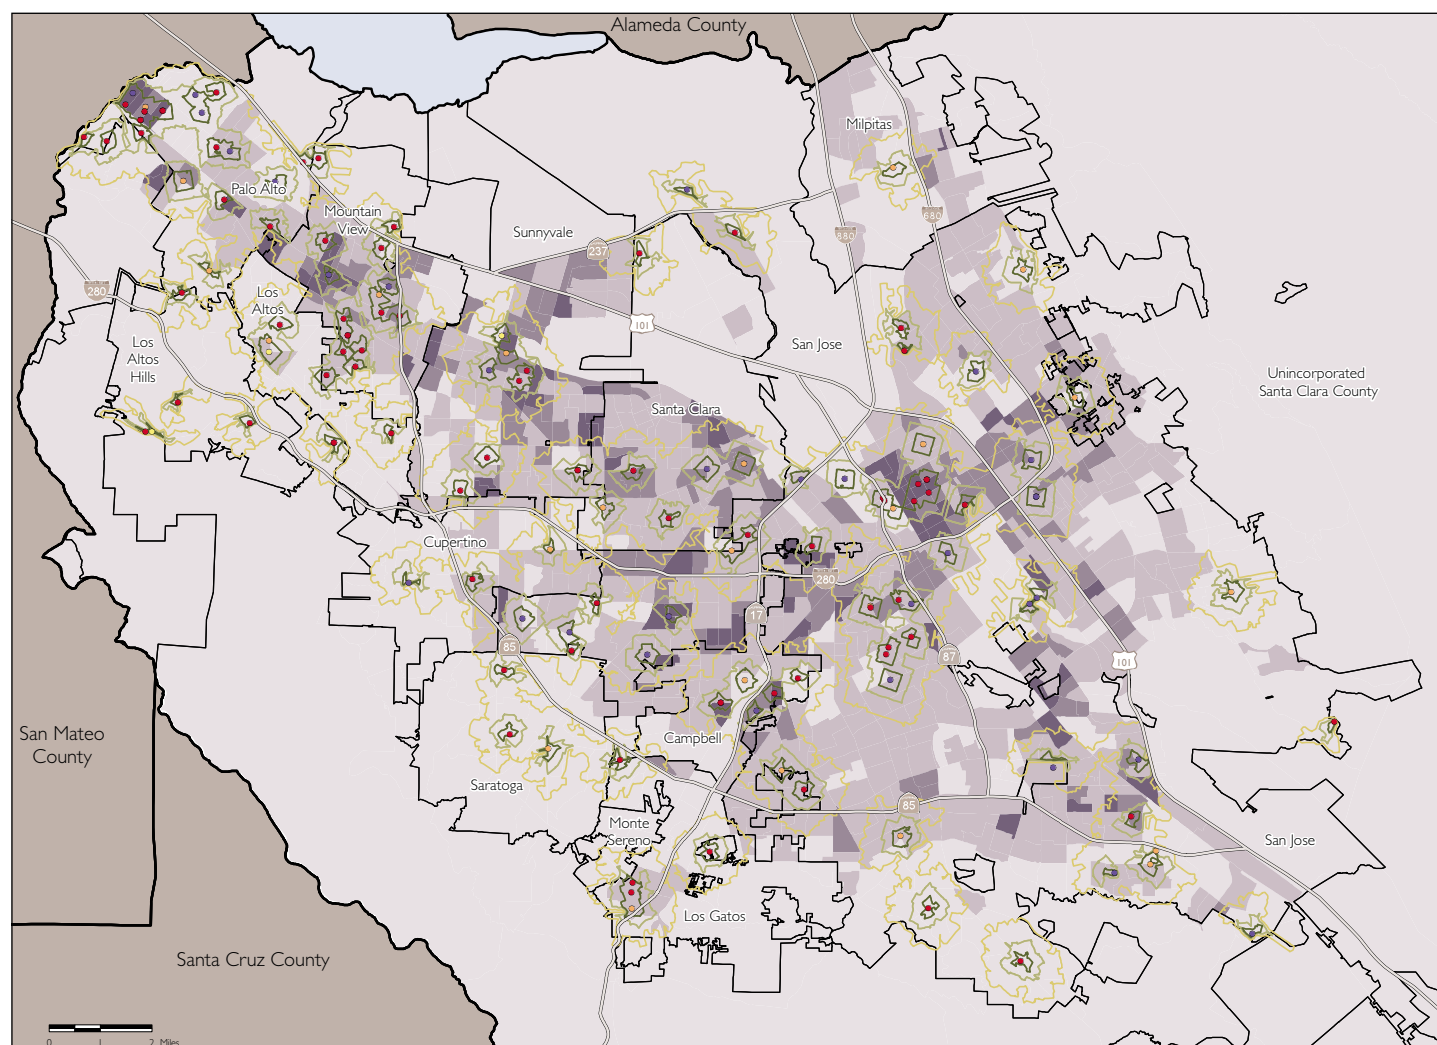 Alameda County
Milpitas
Palo Alto
Mountain
View
Sunnyvale
237
680
880
280
Los
Altos
101
San Jose
Los
Altos
Hills
Unincorporated
Santa Clara County
Santa Clara
Cupertino
280
17
85
87
101
San Mateo
County
Campbell
Saratoga
85
Monte
Sereno
San Jose
Los Gatos
Santa Cruz County
0 1 2 Miles